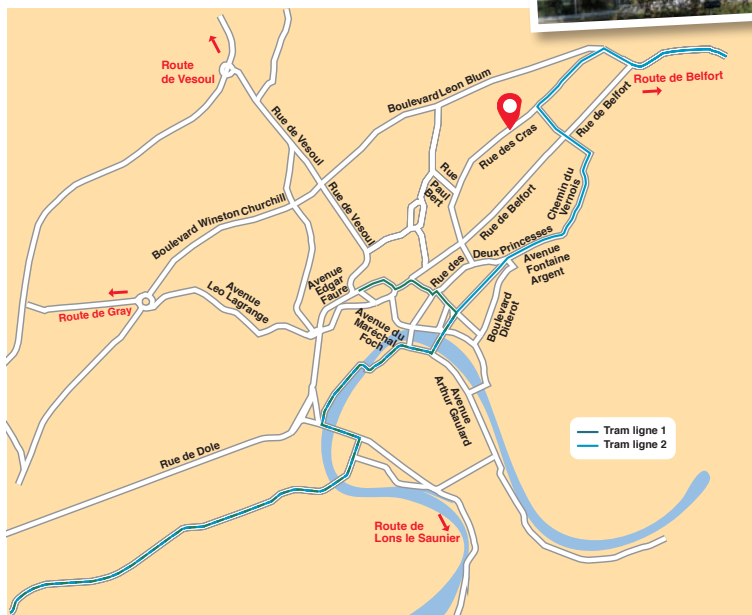 Route
de Vesoul
Route de Belfort
Boulevard Leon Blum
Rue de Belfort
Rue de Vesoul
Rue des Cras
Rue
Paul
Bert
Chemin du
Vernois
Rue de Vesoul
Rue de Belfort
Boulevard Winston Churchill
Rue des
Deux Princesses
Avenue
Fontaine
Argent
Avenue
Edgar
Faure
Avenue
Leo Lagrange
Route de Gray
Boulevard
Diderot
Avenue du
Maréchal
Foch
Avenue
Arthur Gaulard
Tram ligne 1
Tram ligne 2
Rue de Dole
Route de
Lons le Saunier